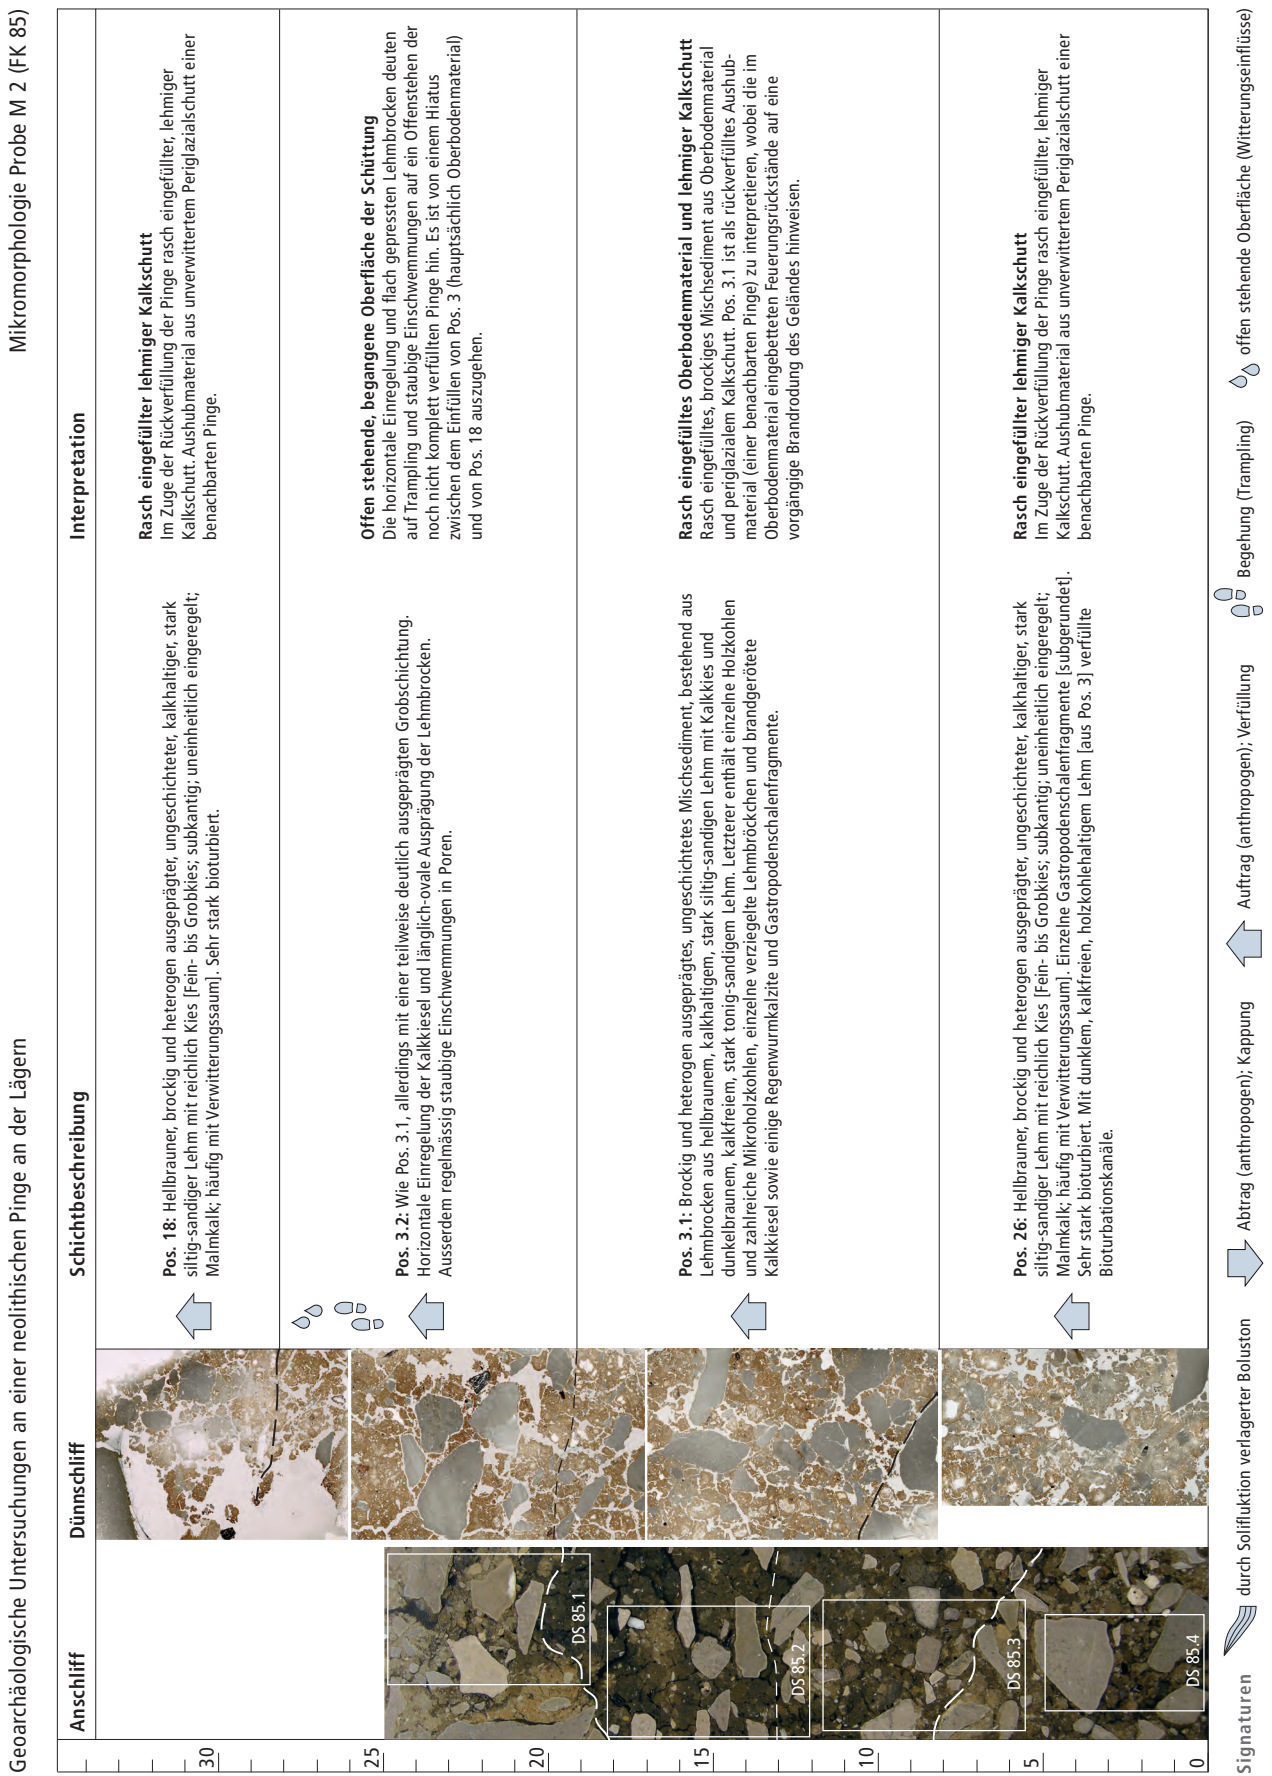 Geoarchäologische Untersuchungen an einer neolithischen Pinge an der Lägern
Mikromorphologie Probe M 2 (FK 85)
Anschliff
Dünnschliff
Schichtbeschreibung
Interpretation
30
25
20
15
10
5
0
DS 85.1
DS 85.2
DS 85.3
DS 85.4
Pos. 18: Hellbrauner, brockig und heterogen ausgeprägter, ungeschichteter, kalkhaltiger, stark
siltig-sandiger Lehm mit reichlich Kies [Fein- bis Grobkies; subkantig; uneinheitlich eingeregelt;
Malmkalk; häufig mit Verwitterungssaum]. Sehr stark bioturbiert.
Rasch eingefüllter lehmiger Kalkschutt
Im Zuge der Rückverfüllung der Pinge rasch eingefüllter, lehmiger
Kalkschutt. Aushubmaterial aus unverwittertem Periglazialschutt einer
benachbarten Pinge.
Pos. 3.2: Wie Pos. 3.1, allerdings mit einer teilweise deutlich ausgeprägten Grobschichtung.
Horizontale Einregelung der Kalkkiesel und länglich-ovale Ausprägung der Lehmbrocken.
Ausserdem regelmässig staubige Einschwemmungen in Poren.
Offen stehende, begangene Oberfläche der Schüttung
Die horizontale Einregelung und flach gepressten Lehmbrocken deuten
auf Trampling und staubige Einschwemmungen auf ein Offenstehen der
noch nicht komplett verfüllten Pinge hin. Es ist von einem Hiatus
zwischen dem Einfüllen von Pos. 3 (hauptsächlich Oberbodenmaterial)
und von Pos. 18 auszugehen.
Pos. 3.1: Brockig und heterogen ausgeprägtes, ungeschichtetes Mischsediment, bestehend aus
Lehmbrocken aus hellbraunem, kalkhaltigem, stark siltig-sandigen Lehm mit Kalkkies und
dunkelbraunem, kalkfreiem, stark tonig-sandigem Lehm. Letzterer enthält einzelne Holzkohlen
und zahlreiche Mikroholzkohlen, einzelne verziegelte Lehmbröckchen und brandgerötete
Kalkkiesel sowie einige Regenwurmkalzite und Gastropodenschalenfragmente.
Rasch eingefülltes Oberbodenmaterial und lehmiger Kalkschutt
Rasch eingefülltes, brockiges Mischsediment aus Oberbodenmaterial
und periglazialem Kalkschutt. Pos. 3.1 ist als rückverfülltes Aushub-
material (einer benachbarten Pinge) zu interpretieren, wobei die im
Oberbodenmaterial eingebetteten Feuerungsrückstände auf eine
vorgängige Brandrodung des Geländes hinweisen.
Pos. 26: Hellbrauner, brockig und heterogen ausgeprägter, ungeschichteter, kalkhaltiger, stark
siltig-sandiger Lehm mit reichlich Kies [Fein- bis Grobkies; subkantig; uneinheitlich eingeregelt;
Malmkalk; häufig mit Verwitterungssaum]. Einzelne Gastropodenschalenfragmente [subgerundet].
Sehr stark bioturbiert. Mit dunklem, kalkfreien, holzkohlehaltigem Lehm [aus Pos. 3] verfüllte
Bioturbationskanäle.
Rasch eingefüllter lehmiger Kalkschutt
Im Zuge der Rückverfüllung der Pinge rasch eingefüllter, lehmiger
Kalkschutt. Aushubmaterial aus unverwittertem Periglazialschutt einer
benachbarten Pinge.
Signaturen
durch Solifluktion verlagerter Boluston
Abtrag (anthropogen); Kappung
Auftrag (anthropogen); Verfüllung
Begehung (Trampling)
offen stehende Oberfläche (Witterungseinflüsse)